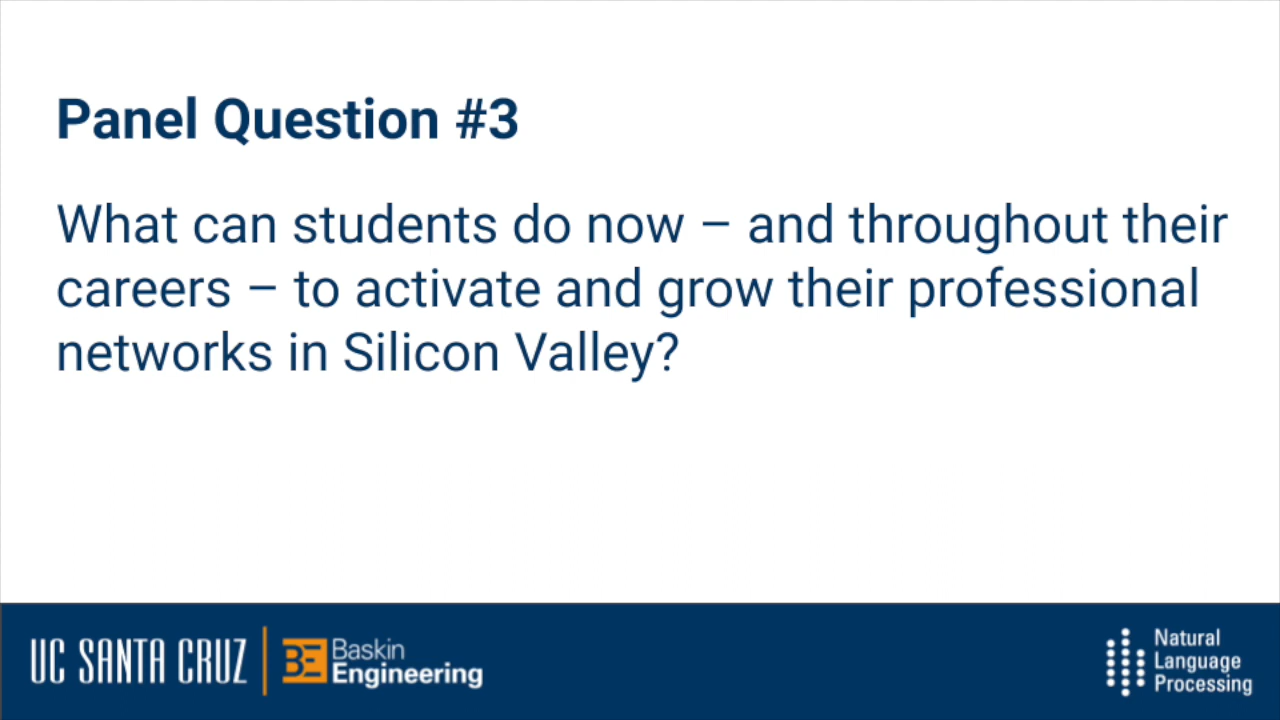 Panel Question #3
What can students do now – and throughout their
careers – to activate and grow their professional
networks in Silicon Valley?
UC SANTA CRUZ
BE
Baskin
Engineering
Natural
Language
Processing